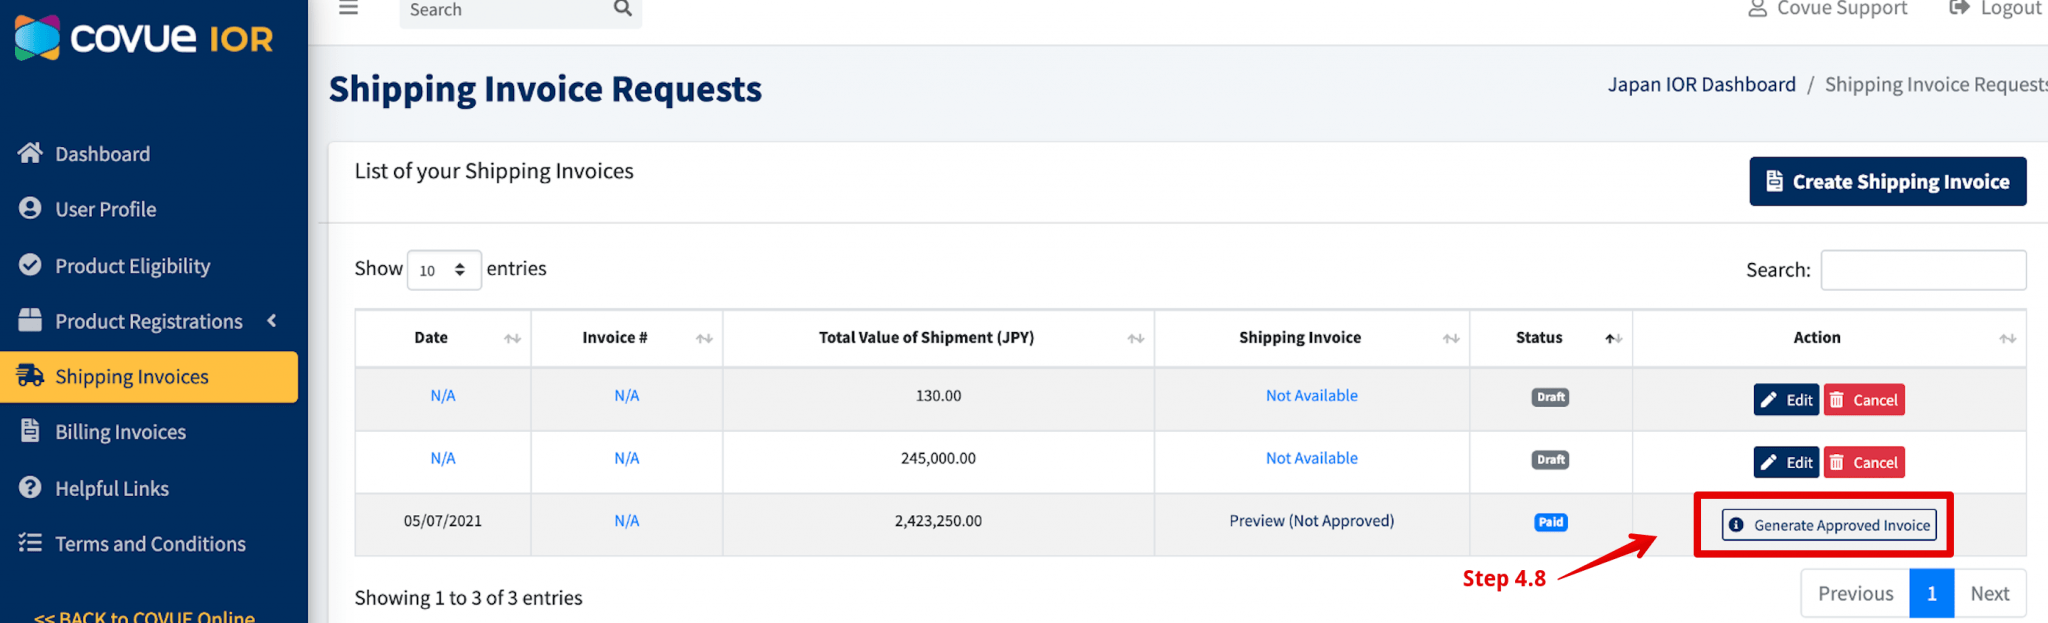 COVUE IOR
Search
Covue Support
Logout
Dashboard
User Profile
Product Eligibility
Product Registrations
Shipping Invoices
Billing Invoices
Helpful Links
Terms and Conditions
<< BACK to COVUE Online
Shipping Invoice Requests
Japan IOR Dashboard / Shipping Invoice Requests
List of your Shipping Invoices
Create Shipping Invoice
Show 10 entries
Search:
Date Invoice # Total Value of Shipment (JPY) Shipping Invoice Status Action
N/A N/A 130.00 Not Available Draft Edit Cancel
N/A N/A 245,000.00 Not Available Draft Edit Cancel
05/07/2021 N/A 2,423,250.00 Preview (Not Approved) Paid Generate Approved Invoice
Step 4.8
Showing 1 to 3 of 3 entries
Previous 1 Next